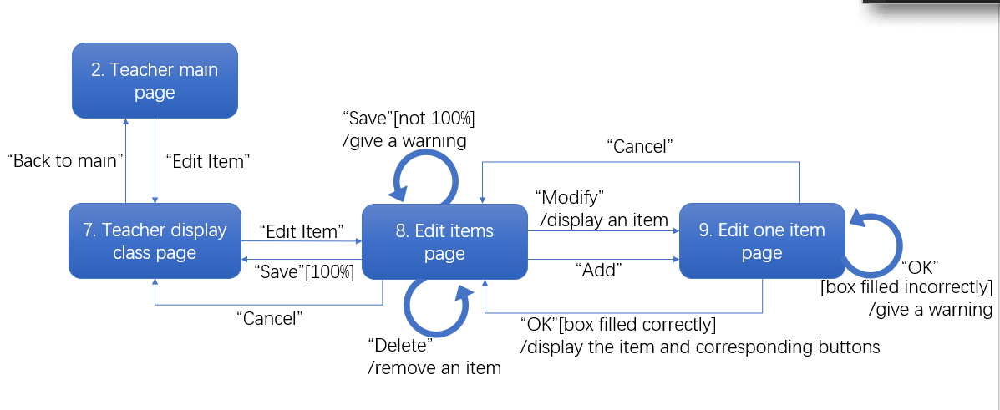 2. Teacher main
page
“Save”[not 100%]
/give a warning
“Cancel”
“Back to main”
“Edit Item”
“Modify”
/display an item
7. Teacher display
class page
“Edit Item”
8. Edit items
page
9. Edit one item
page
“Save”[100%]
“Add”
“OK”
[box filled incorrectly]
/give a warning
“Cancel”
“OK”[box filled correctly]
/display the item and corresponding buttons
“Delete”
/remove an item